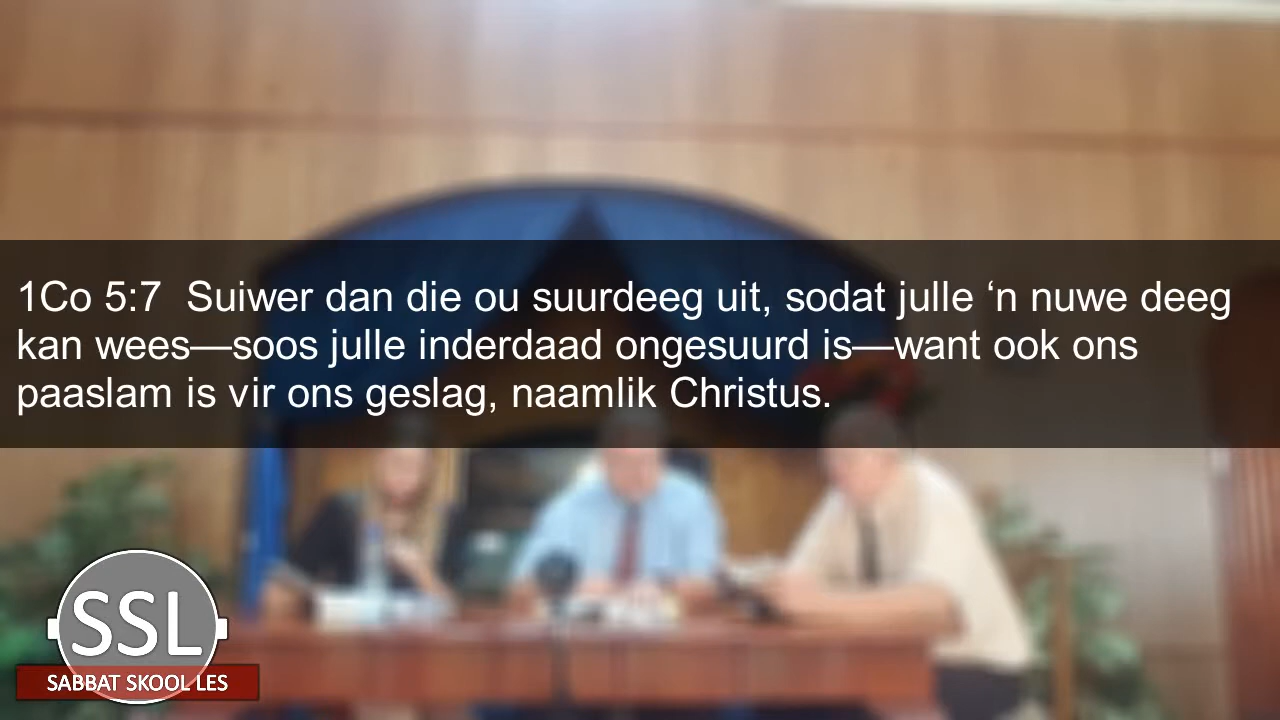 1Co 5:7  Suiwer dan die ou suurdeeg uit, sodat julle ‘n nuwe deeg
kan wees—soos julle inderdaad ongesuurd is—want ook ons
paaslam is vir ons geslag, naamlik Christus.
SSL
SABBAT SKOOL LES